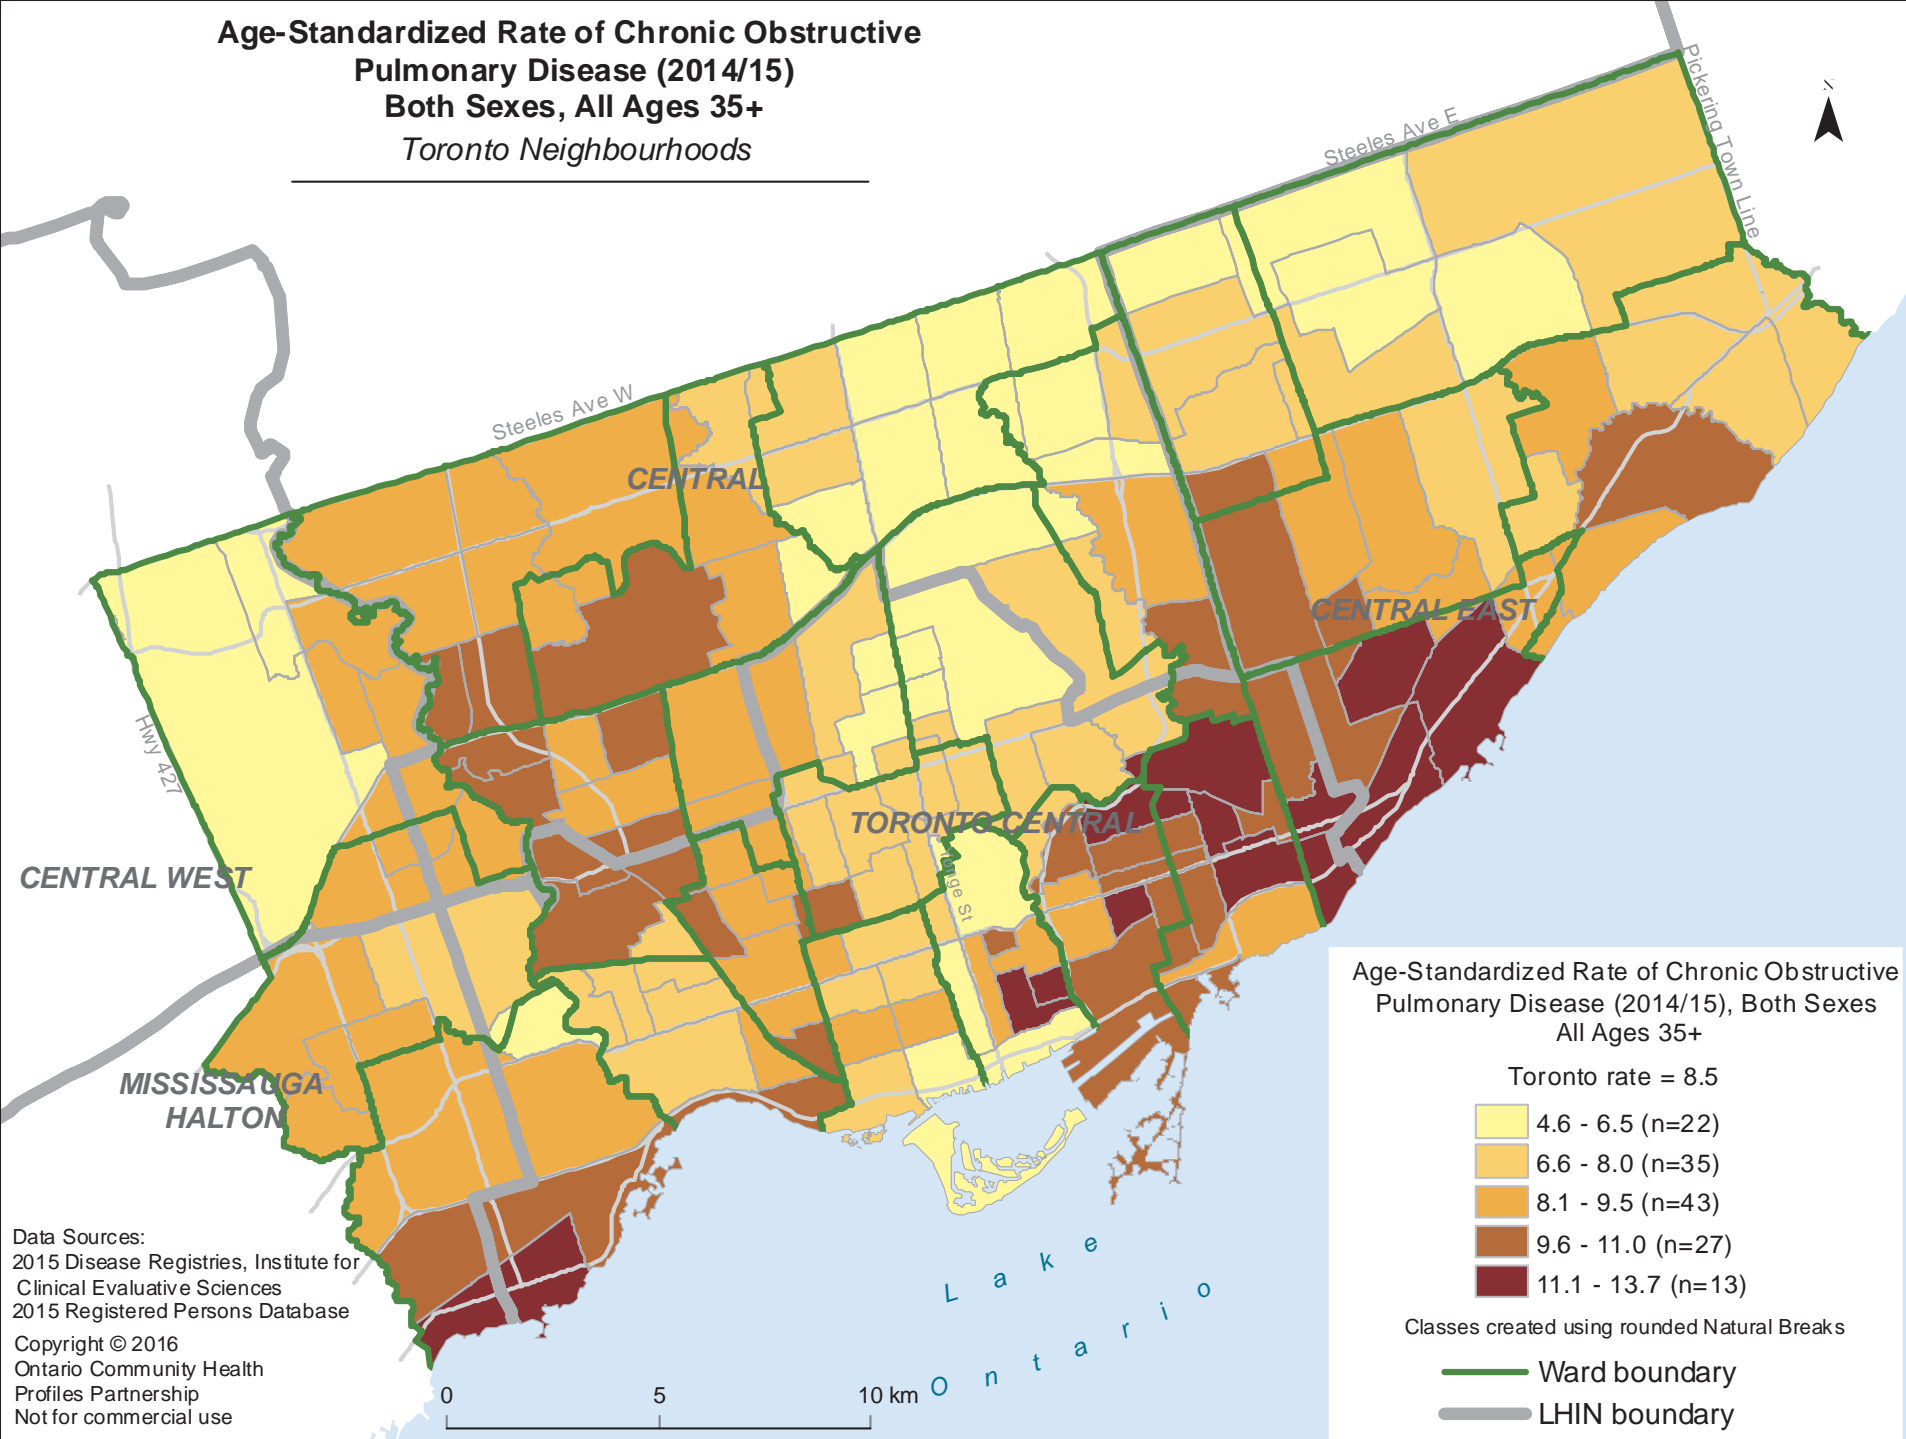 Age-Standardized Rate of Chronic Obstructive
Pulmonary Disease (2014/15)
Both Sexes, All Ages 35+
Toronto Neighbourhoods
N
Pickering Town Line
Steeles Ave E
Steeles Ave W
CENTRAL
CENTRAL EAST
Hwy 427
TORONTO CENTRAL
Yonge St
CENTRAL WEST
MISSISSAUGA
HALTON
Lake
Ontario
Age-Standardized Rate of Chronic Obstructive
Pulmonary Disease (2014/15), Both Sexes
All Ages 35+
Toronto rate = 8.5
4.6 - 6.5 (n=22)
6.6 - 8.0 (n=35)
8.1 - 9.5 (n=43)
9.6 - 11.0 (n=27)
11.1 - 13.7 (n=13)
Classes created using rounded Natural Breaks
Ward boundary
LHIN boundary
Data Sources:
2015 Disease Registries, Institute for
Clinical Evaluative Sciences
2015 Registered Persons Database
Copyright © 2016
Ontario Community Health
Profiles Partnership
Not for commercial use
0 5 10 km